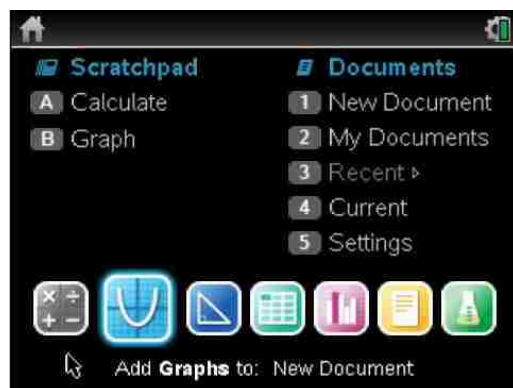 Scratchpad
A Calculate
B Graph
Documents
1 New Document
2 My Documents
3 Recent ▹
4 Current
5 Settings
Add Graphs to: New Document